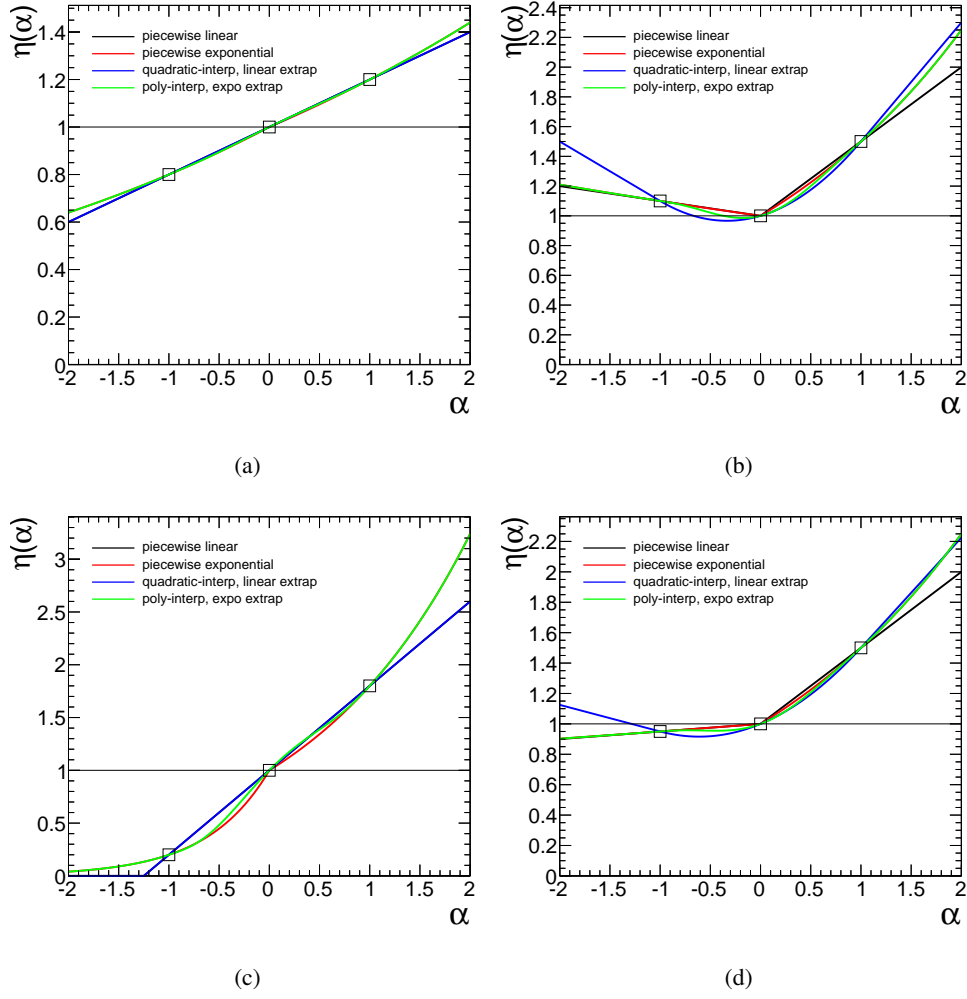 η(α)
1.4
1.2
1
0.8
0.6
0.4
0.2
0
piecewise linear
piecewise exponential
quadratic-interp, linear extrap
poly-interp, expo extrap
-2 -1.5 -1 -0.5 0 0.5 1 1.5 2
α
(a)
η(α)
2.4
2.2
2
1.8
1.6
1.4
1.2
1
0.8
0.6
0.4
0.2
0
piecewise linear
piecewise exponential
quadratic-interp, linear extrap
poly-interp, expo extrap
-2 -1.5 -1 -0.5 0 0.5 1 1.5 2
α
(b)
η(α)
3
2.5
2
1.5
1
0.5
0
piecewise linear
piecewise exponential
quadratic-interp, linear extrap
poly-interp, expo extrap
-2 -1.5 -1 -0.5 0 0.5 1 1.5 2
α
(c)
η(α)
2.2
2
1.8
1.6
1.4
1.2
1
0.8
0.6
0.4
0.2
0
piecewise linear
piecewise exponential
quadratic-interp, linear extrap
poly-interp, expo extrap
-2 -1.5 -1 -0.5 0 0.5 1 1.5 2
α
(d)